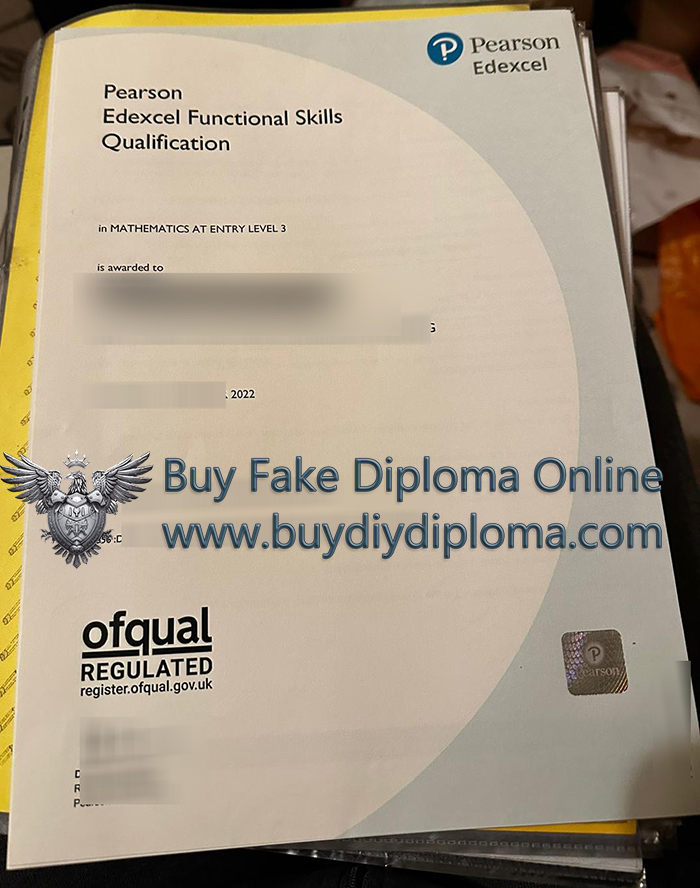 Pearson
Edexcel
Pearson
Edexcel Functional Skills
Qualification
in MATHEMATICS AT ENTRY LEVEL 3
is awarded to
G
, 2022
Buy Fake Diploma Online
www.buydiydiploma.com
ofqual
REGULATED
register.ofqual.gov.uk
P
Pearson